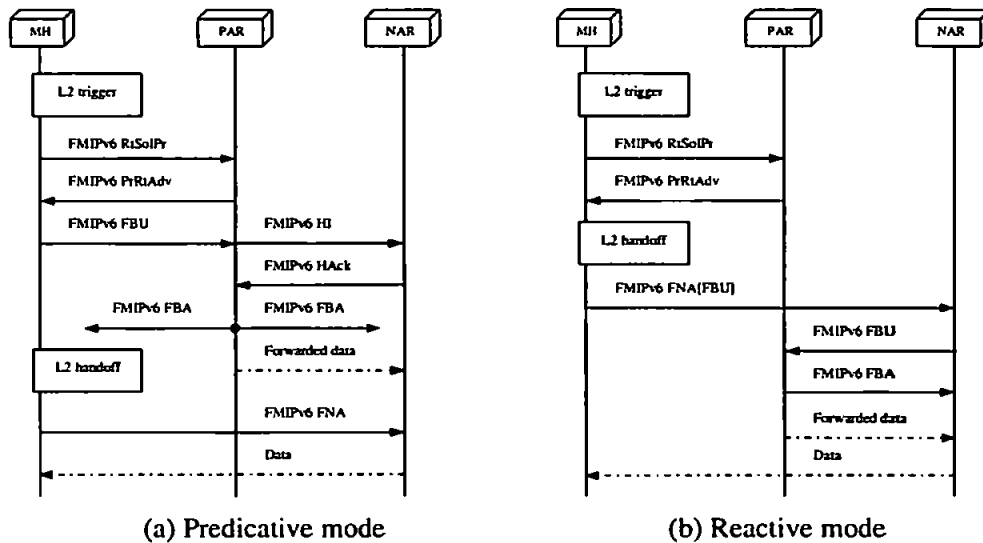 MH PAR NAR
L2 trigger
FMIPv6 RtSolPr
FMIPv6 PrRtAdv
FMIPv6 FBU FMIPv6 HI
FMIPv6 HAck
FMIPv6 FBA FMIPv6 FBA
Forwarded data
L2 handoff
FMIPv6 FNA
Data
(a) Predicative mode
MH PAR NAR
L2 trigger
FMIPv6 RtSolPr
FMIPv6 PrRtAdv
L2 handoff
FMIPv6 FNA[FBU]
FMIPv6 FBU
FMIPv6 FBA
Forwarded data
Data
(b) Reactive mode